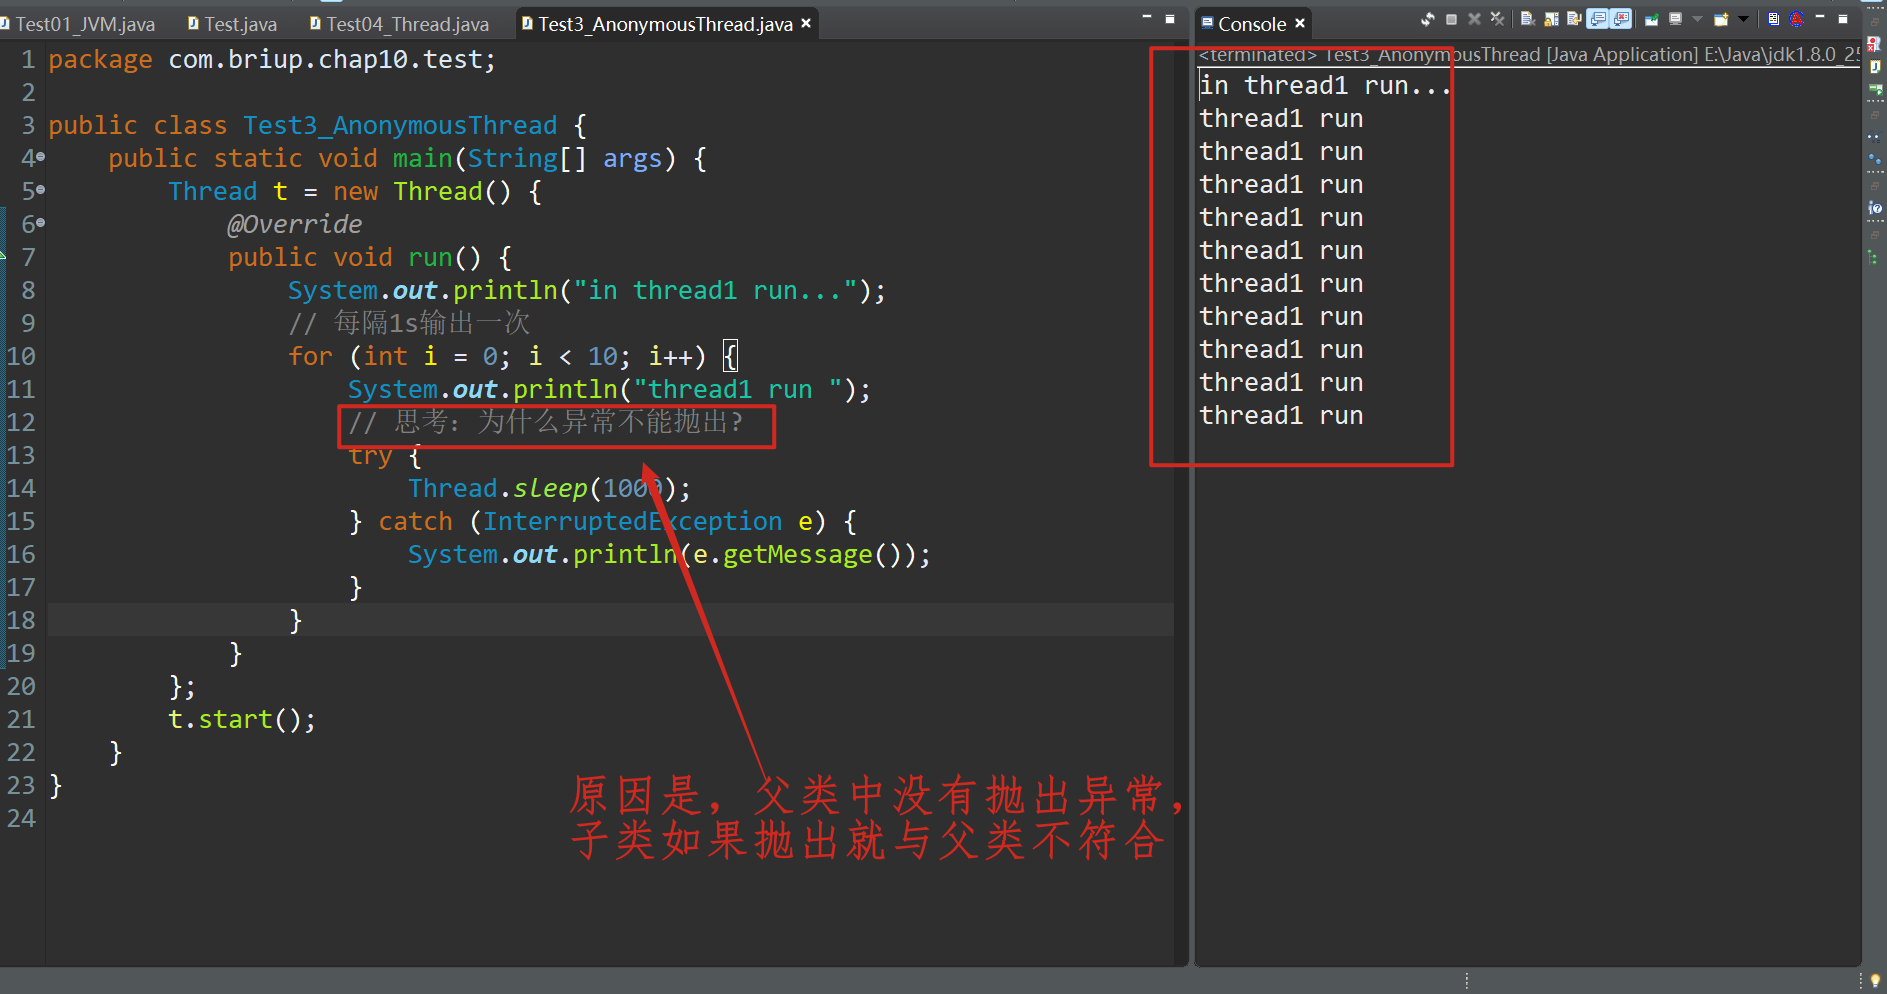 Test01_JVM.java
Test.java
Test04_Thread.java
Test3_AnonymousThread.java
1 package com.briup.chap10.test;
2
3 public class Test3_AnonymousThread {
4 public static void main(String[] args) {
5 Thread t = new Thread() {
6 @Override
7 public void run() {
8 System.out.println("in thread1 run...");
9 // 每隔1s输出一次
10 for (int i = 0; i < 10; i++) {
11 System.out.println("thread1 run ");
12 // 思考：为什么异常不能抛出?
13 try {
14 Thread.sleep(1000);
15 } catch (InterruptedException e) {
16 System.out.println(e.getMessage());
17 }
18 }
19 }
20 };
21 t.start();
22 }
23 }
24
原因是，父类中没有抛出异常，
子类如果抛出就与父类不符合
Console
<terminated> Test3_AnonymousThread [Java Application] E:\Java\jdk1.8.0_25
in thread1 run...
thread1 run
thread1 run
thread1 run
thread1 run
thread1 run
thread1 run
thread1 run
thread1 run
thread1 run
thread1 run